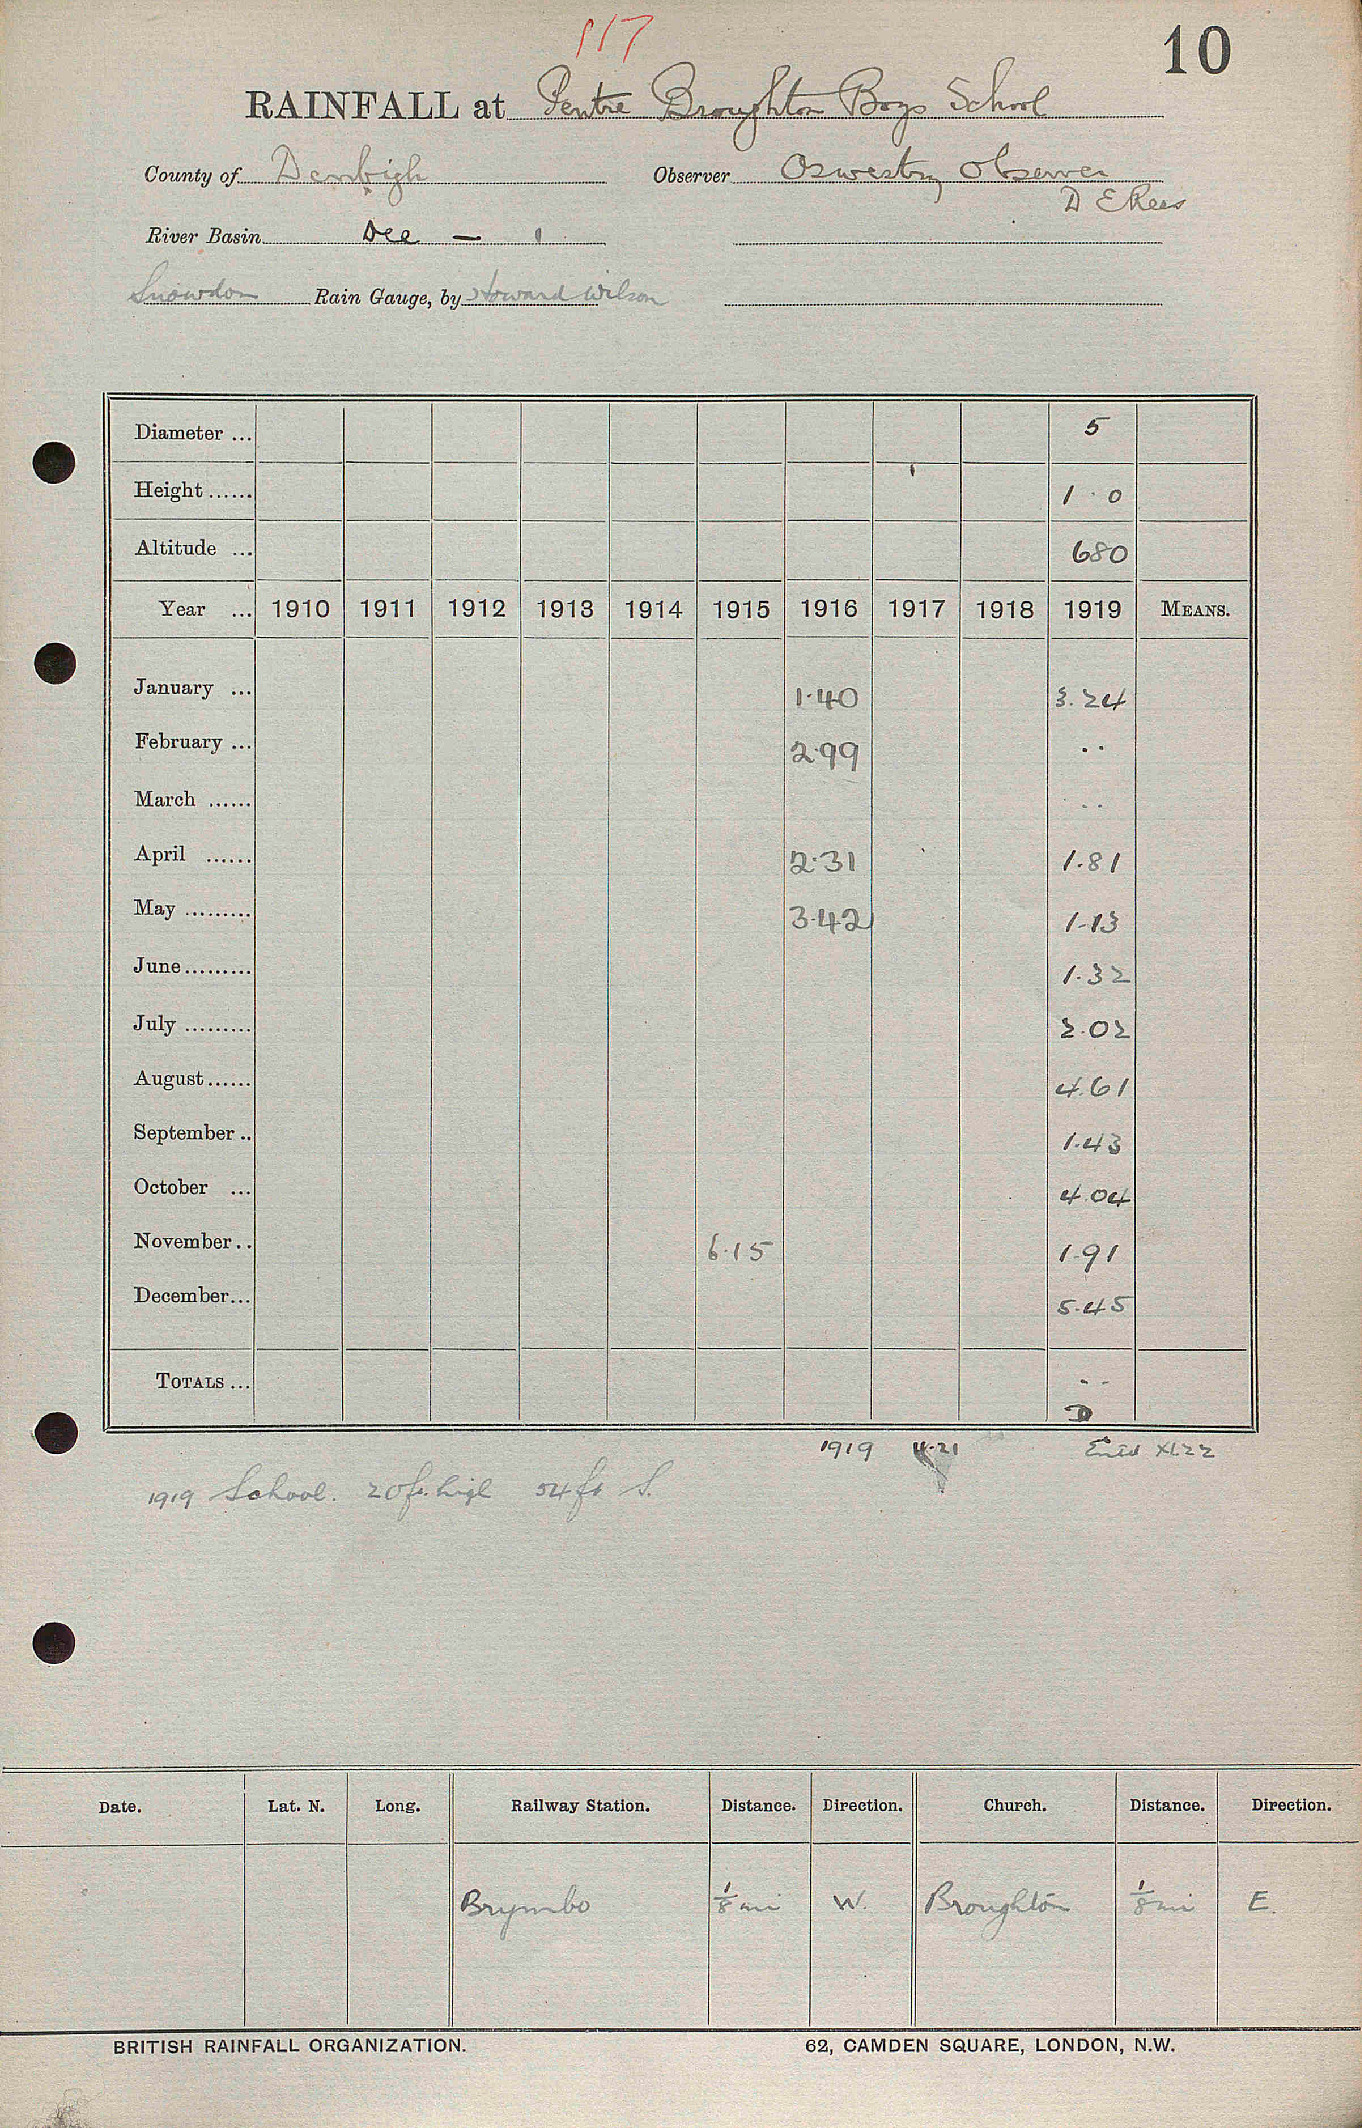 117
10
RAINFALL at Pentre Broughton Boys School
County of Denbigh Observer Oswestry Observer
D E Rees
River Basin Dee — 1
Snowdon Rain Gauge, by Howard Wilson
Diameter ... 5
Height ...... 1 . 0
Altitude ... 680
Year ... 1910 1911 1912 1913 1914 1915 1916 1917 1918 1919 MEANS.
January ... 1.40 3.24
February ... 2.99 . .
March ...... . .
April ...... 2.31 1.81
May ......... 3.42 1.13
June ......... 1.32
July ......... 2.02
August ...... 4.61
September .. 1.43
October ... 4.04
November .. 6.15 1.91
December ... 5.45
TOTALS ... - -
D
1919 4.21 Entd XI.22
1919 School. 20ft. high 54ft S.
Date. Lat. N. Long. Railway Station. Distance. Direction. Church. Distance. Direction.
Brymbo 1/8 mi W. Broughton 1/8 mi E.
BRITISH RAINFALL ORGANIZATION. 62, CAMDEN SQUARE, LONDON, N.W.